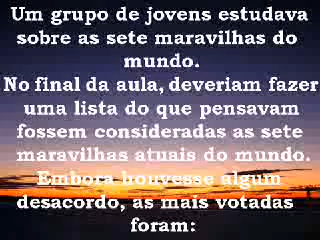 Um grupo de jovens estudava
sobre as sete maravilhas do
mundo.
No final da aula, deveriam fazer
uma lista do que pensavam
fossem consideradas as sete
maravilhas atuais do mundo.
Embora houvesse algum
desacordo, as mais votadas
foram: